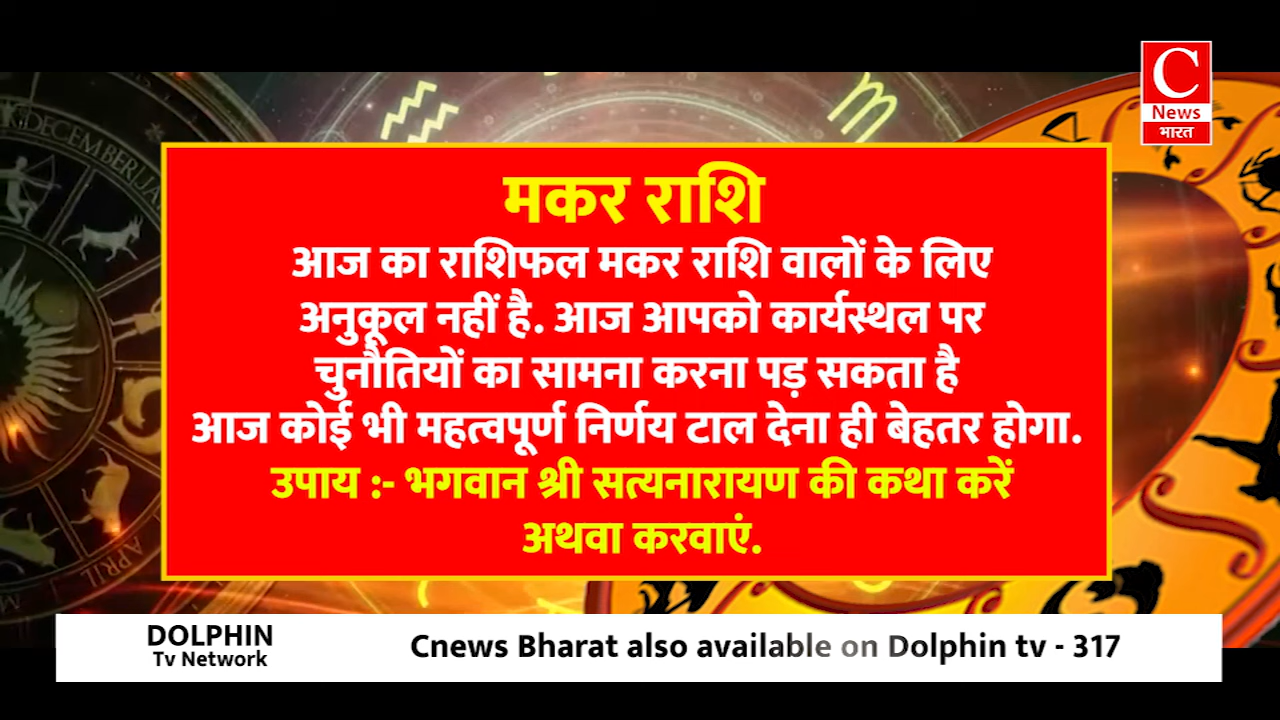 C
News
भारत
DECEMBER
मकर राशि
आज का राशिफल मकर राशि वालों के लिए
अनुकूल नहीं है. आज आपको कार्यस्थल पर
चुनौतियों का सामना करना पड़ सकता है
आज कोई भी महत्वपूर्ण निर्णय टाल देना ही बेहतर होगा.
उपाय :- भगवान श्री सत्यनारायण की कथा करें
अथवा करवाएं.
APRIL
DOLPHIN
Tv Network
Cnews Bharat also available on Dolphin tv - 317